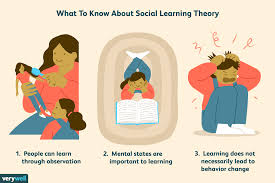 What To Know About Social Learning Theory
1. People can learn
through observation
2. Mental states are
important to learning
3. Learning does not
necessarily lead to
behavior change
verywell